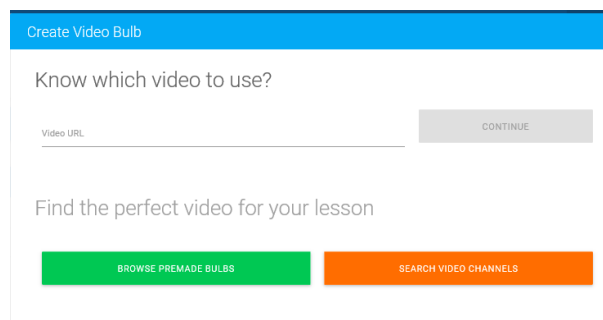 Create Video Bulb
Know which video to use?
Video URL
CONTINUE
Find the perfect video for your lesson
BROWSE PREMADE BULBS
SEARCH VIDEO CHANNELS